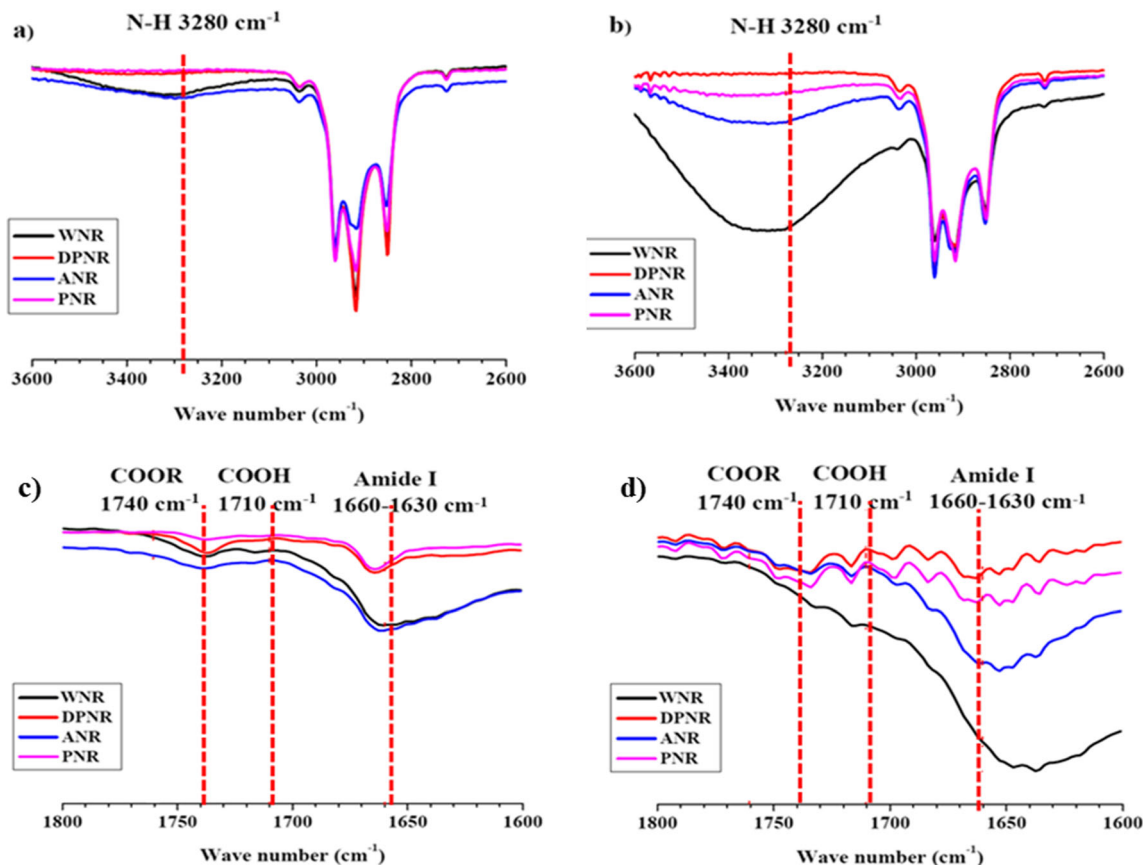 a)
N-H 3280 cm⁻¹
WNR
DPNR
ANR
PNR
3600 3400 3200 3000 2800 2600
Wave number (cm⁻¹)
b)
N-H 3280 cm⁻¹
WNR
DPNR
ANR
PNR
3600 3400 3200 3000 2800 2600
Wave number (cm⁻¹)
c)
COOR
1740 cm⁻¹
COOH
1710 cm⁻¹
Amide I
1660-1630 cm⁻¹
WNR
DPNR
ANR
PNR
1800 1750 1700 1650 1600
Wave number (cm⁻¹)
d)
COOR
1740 cm⁻¹
COOH
1710 cm⁻¹
Amide I
1660-1630 cm⁻¹
WNR
DPNR
ANR
PNR
1800 1750 1700 1650 1600
Wave number (cm⁻¹)